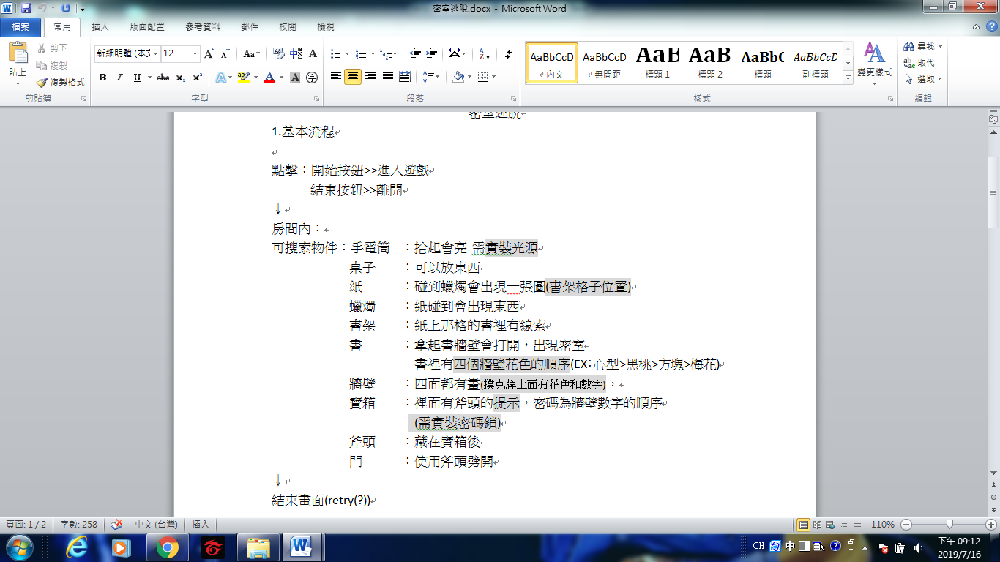 密室逃脫.docx - Microsoft Word
檔案 常用 插入 版面配置 參考資料 郵件 校閱 檢視
貼上 剪下 複製 複製格式
新細明體 (本文 12
AaBbCcD AaBbCcD AaB AaB AaBbC AaBbCcD
內文 無間距 標題 1 標題 2 標題 副標題
變更樣式 尋找 取代 選取
剪貼簿 字型 段落 樣式 編輯
密室逃脫
1.基本流程
點擊：開始按鈕>>進入遊戲
結束按鈕>>離開
↓
房間內：
可搜索物件：手電筒 ：拾起會亮 需實裝光源
桌子 ：可以放東西
紙 ：碰到蠟燭會出現一張圖(書架格子位置)
蠟燭 ：紙碰到會出現東西
書架 ：紙上那格的書裡有線索
書 ：拿起書牆壁會打開，出現密室
書裡有四個牆壁花色的順序(EX:心型>黑桃>方塊>梅花)
牆壁 ：四面都有畫(撲克牌上面有花色和數字)，
寶箱 ：裡面有斧頭的提示，密碼為牆壁數字的順序
(需實裝密碼鎖)
斧頭 ：藏在寶箱後
門 ：使用斧頭劈開
↓
結束畫面(retry(?))
頁面: 1 / 2 字數: 258 中文 (台灣) 插入 110%
CH 中 下午 09:12
2019/7/16